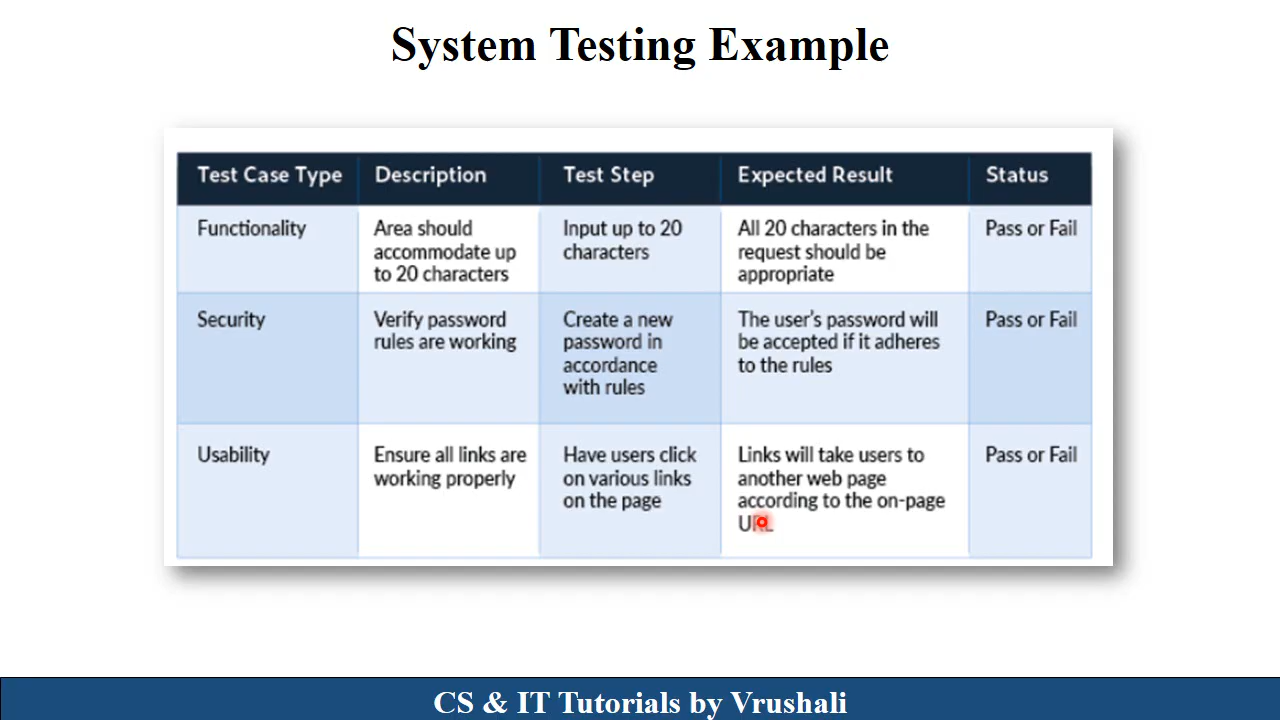 System Testing Example
Test Case Type Description Test Step Expected Result Status
Functionality
Area should
accommodate up
to 20 characters
Input up to 20
characters
All 20 characters in the
request should be
appropriate
Pass or Fail
Security
Verify password
rules are working
Create a new
password in
accordance
with rules
The user's password will
be accepted if it adheres
to the rules
Pass or Fail
Usability
Ensure all links are
working properly
Have users click
on various links
on the page
Links will take users to
another web page
according to the on-page
URL
Pass or Fail
CS & IT Tutorials by Vrushali